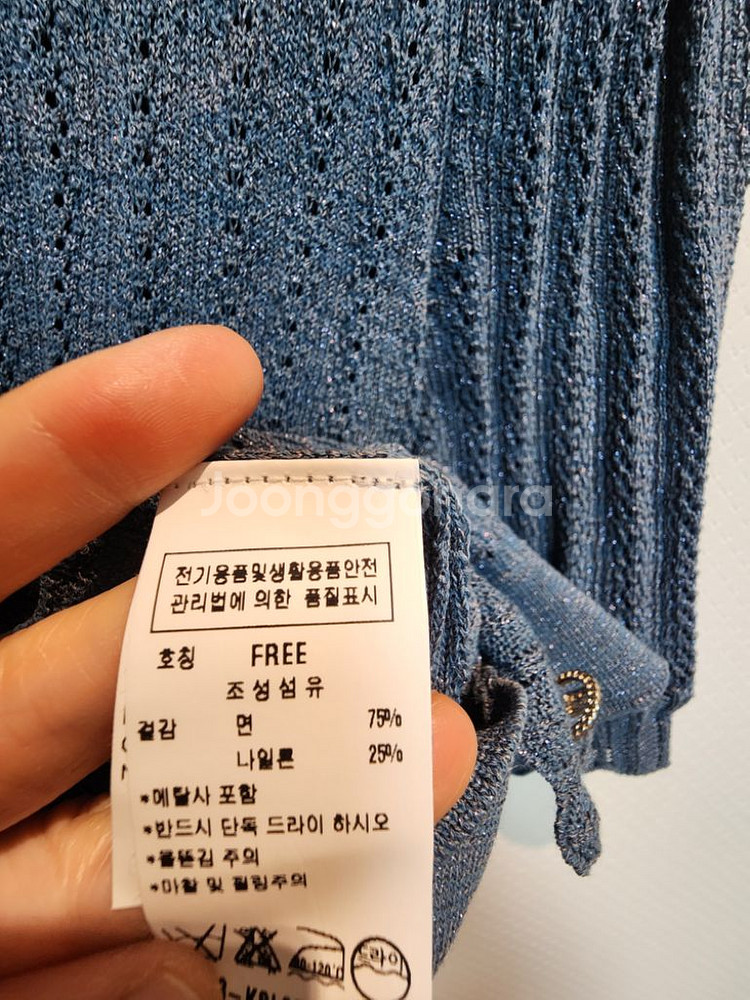 Joonggonara
전기용품및생활용품안전
관리법에 의한 품질표시
호칭 FREE
조성섬유
겉감 면 75%
나일론 25%
*메탈사 포함
*반드시 단독 드라이 하시오
*올뜯김 주의
*마찰 및 필링주의
80-120℃
드라이